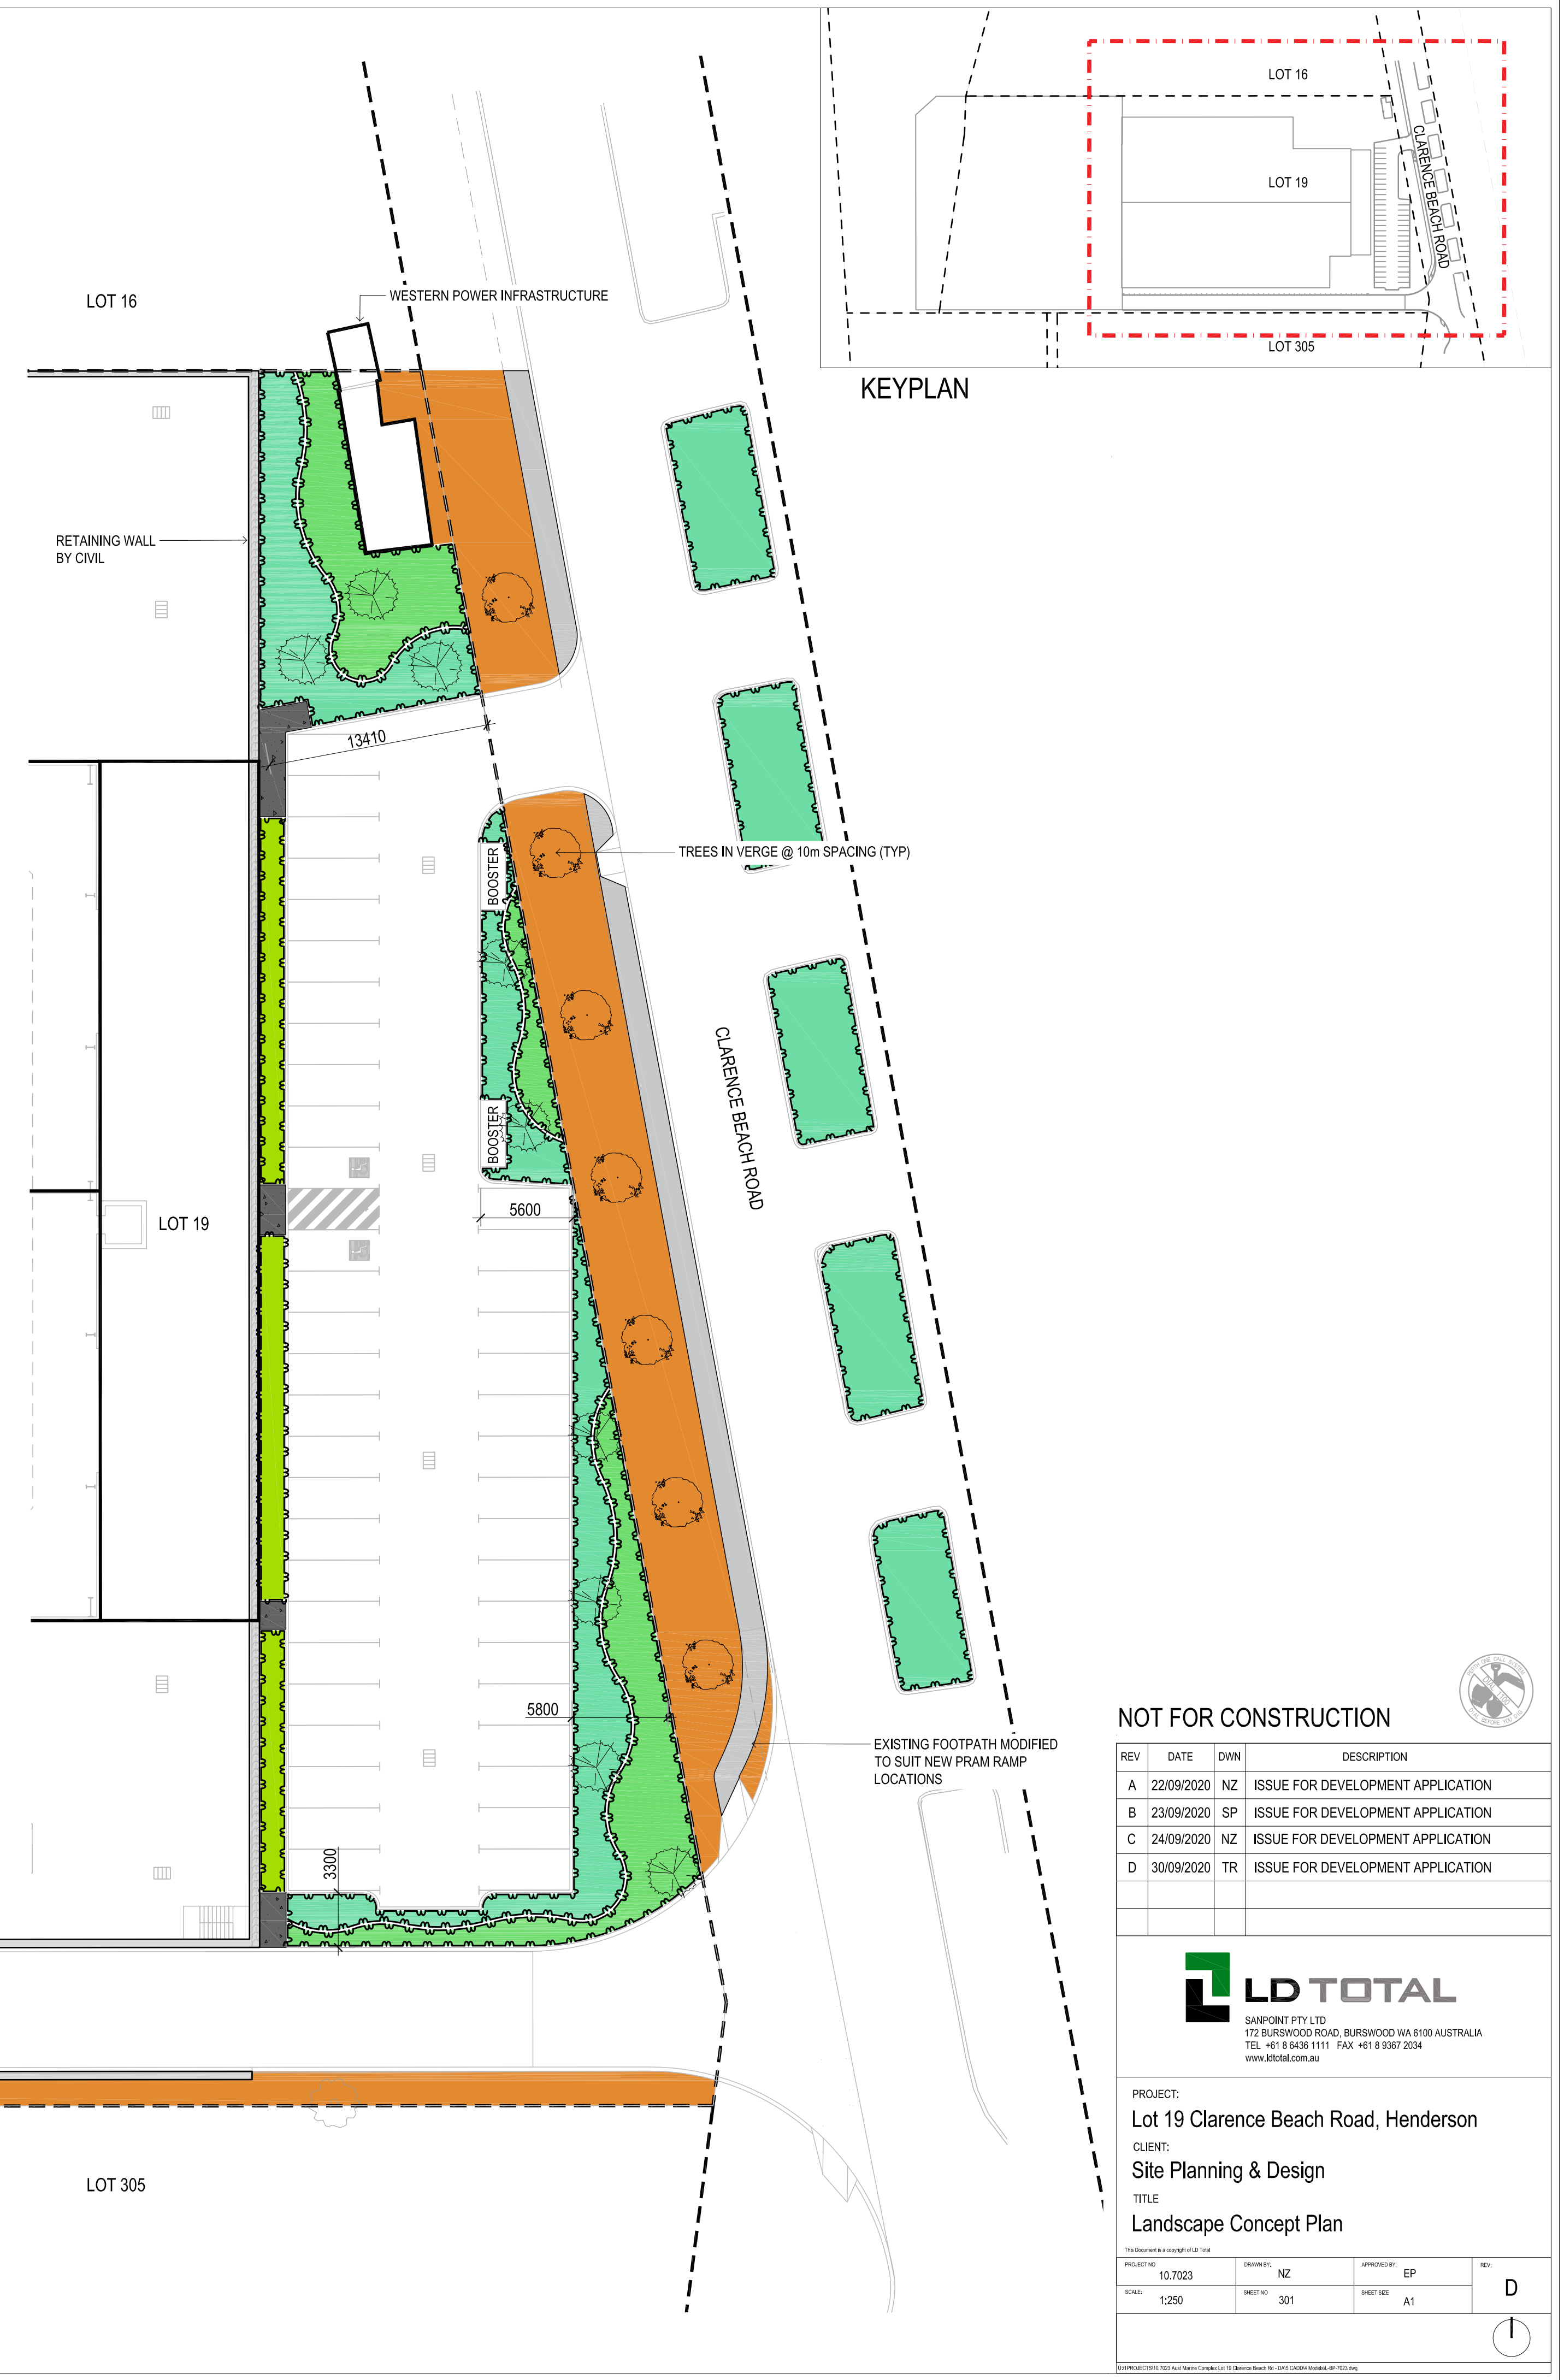 LOT 16
LOT 19
CLARENCE BEACH ROAD
LOT 305
KEYPLAN
LOT 16
WESTERN POWER INFRASTRUCTURE
RETAINING WALL
BY CIVIL
13410
BOOSTER
TREES IN VERGE @ 10m SPACING (TYP)
CLARENCE BEACH ROAD
BOOSTER
5600
LOT 19
5800
EXISTING FOOTPATH MODIFIED
TO SUIT NEW PRAM RAMP
LOCATIONS
3300
LOT 305
NOT FOR CONSTRUCTION
REV DATE DWN DESCRIPTION
A 22/09/2020 NZ ISSUE FOR DEVELOPMENT APPLICATION
B 23/09/2020 SP ISSUE FOR DEVELOPMENT APPLICATION
C 24/09/2020 NZ ISSUE FOR DEVELOPMENT APPLICATION
D 30/09/2020 TR ISSUE FOR DEVELOPMENT APPLICATION
LD TOTAL
SANPOINT PTY LTD
172 BURSWOOD ROAD, BURSWOOD WA 6100 AUSTRALIA
TEL +61 8 6436 1111 FAX +61 8 9367 2034
www.ldtotal.com.au
PROJECT:
Lot 19 Clarence Beach Road, Henderson
CLIENT:
Site Planning & Design
TITLE
Landscape Concept Plan
This Document is a copyright of LD Total
PROJECT NO DRAWN BY: APPROVED BY: REV:
10.7023 NZ EP D
SCALE: SHEET NO SHEET SIZE
1:250 301 A1